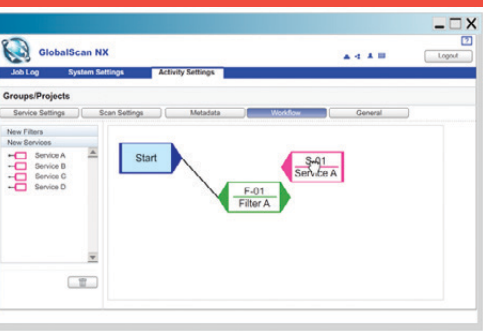 GlobalScan NX
?
Logout
Job Log System Settings Activity Settings
Groups/Projects
Service Settings Scan Settings Metadata Workflow General
New Filters
New Services
Service A
Service B
Service C
Service D
Start
S-01
Service A
F-01
Filter A